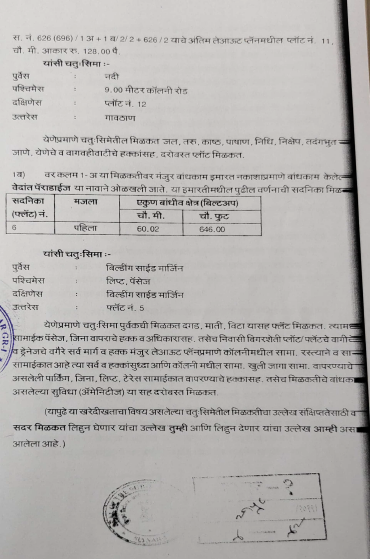 स. नं. 626 (696) / 1 अ + 1 ब/ 2/ 2 + 626 / 2 याचे अंतिम लेआऊट प्लॅनमधील प्लॉट नं. 11,
चौ. मी. आकार रु. 128.00 पै.
यांसी चतु:सिमा :-
पुर्वेस : नदी
पश्चिमेस : 9.00 मीटर कॉलनी रोड
दक्षिणेस : प्लॉट नं. 12
उत्तरेस : गावठाण
येणेप्रमाणे चतु:सिमेतील मिळकत जल, तरु, काष्ठ, पाषाण, निधि, निक्षेप, तदंगभूत
जाणे. येणेचे व वागवहीवाटीचे हक्कांसह, दरोबस्त प्लॉट मिळकत.
1ब) वर कलम 1- अ या मिळकतीवर मंजुर बांधकाम इमारत नकाशाप्रमाणे बांधकाम केलेल
वेदांत पॅराडाईज या नावाने ओळखली जाते. या इमारतीमधील पुढील वर्णनाची सदनिका मिळ
सदनिका (फ्लॅट) नं. मजला एकुण बांधीव क्षेत्र (बिल्टअप)
चौ. मी. चौ. फुट
6 पहिला 60.02 646.00
यांसी चतु:सिमा :-
पुर्वेस : बिल्डींग साईड मार्जिन
पश्चिमेस : लिफ्ट, पॅसेज
दक्षिणेस : बिल्डींग साईड मार्जिन
उत्तरेस : फ्लॅट नं. 5
येणेप्रमाणे चतु:सिमा पुर्वकची मिळकत दगड, माती, विटा यासह फ्लॅट मिळकत. त्याम
सामाईक पॅसेज, जिना वापराचे हक्क व अधिकारासह. तसेच निवासी बिगरशेती प्लॉट/ फ्लॅटचे वागीचे
व ड्रेनेजचे वगैरे सर्व मार्ग व हक्क मंजुर लेआऊट प्लॅनप्रमाणे कॉलनीमधील सामा. रस्त्याने व सा
सामाईकात आहे त्या सर्व हक्कांसुध्दा आणि कॉलनी मधील सामा. खुली जागा सामा. वापरण्याचे
असलेली पार्किंग, जिना, लिफ्ट, टेरेस सामाईकात वापरण्याचे हक्कासह. तसेच मिळकतीचे बांधक
असलेल्या सुविधा (ॲमेनिटीज) या सह दरोबस्त मिळकत.
(यापुढे या खरेदीखताचा विषय असलेल्या चतु:सिमेतील मिळकतीचा उल्लेख संक्षिप्ततेसाठी व
सदर मिळकत लिहुन घेणार यांचा उल्लेख तुम्ही आणि लिहुन देणार यांचा उल्लेख आम्ही अस
आलेला आहे.)